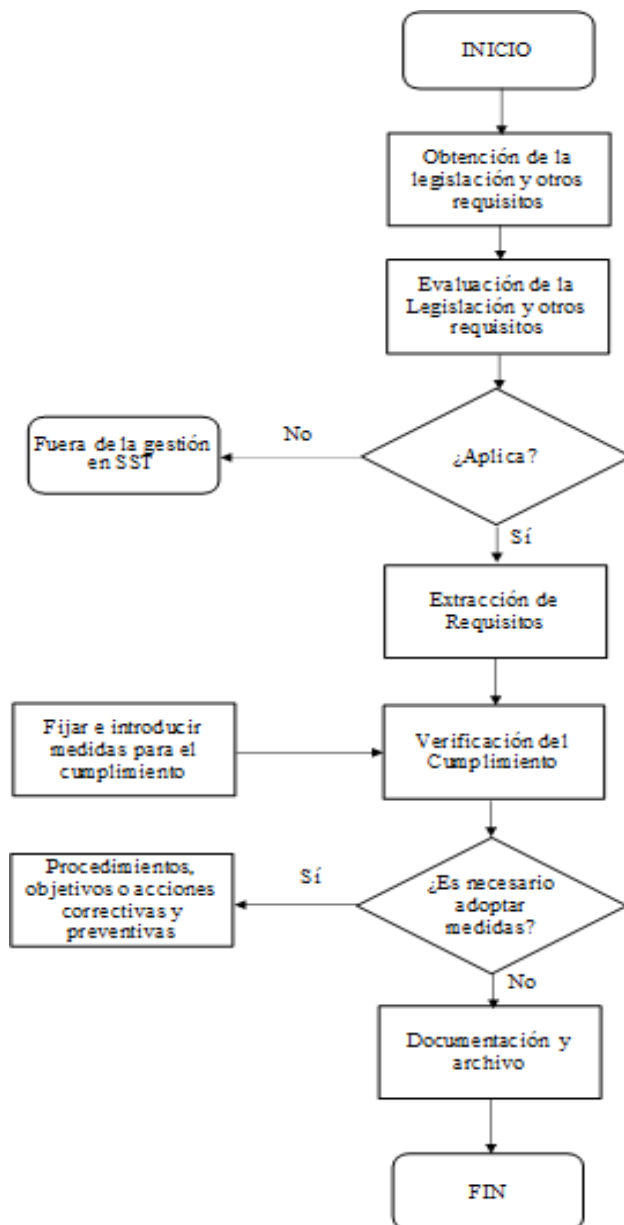 INICIO
Obtención de la
legislación y otros
requisitos
Evaluación de la
Legislación y otros
requisitos
¿Aplica?
No
Fuera de la gestión
en SST
Sí
Extracción de
Requisitos
Fijar e introducir
medidas para el
cumplimiento
Verificación del
Cumplimiento
¿Es necesario
adoptar
medidas?
Sí
Procedimientos,
objetivos o acciones
correctivas y
preventivas
No
Documentación y
archivo
FIN